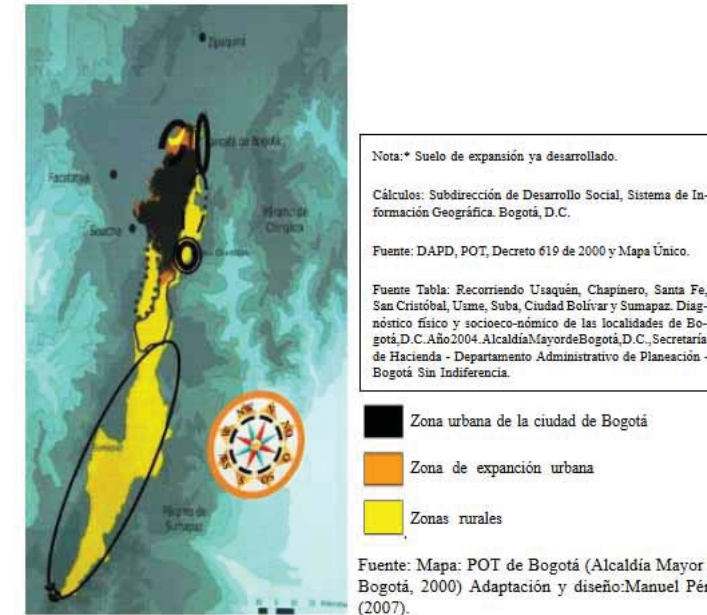 Zipaquirá
Facatativá
Soacha
Nota:* Suelo de expansión ya desarrollado.
Cálculos: Subdirección de Desarrollo Social, Sistema de In-
formación Geográfica. Bogotá, D.C.
Fuente: DAPD, POT, Decreto 619 de 2000 y Mapa Único.
Fuente Tabla: Recorriendo Usaquén, Chapinero, Santa Fe,
San Cristóbal, Usme, Suba, Ciudad Bolívar y Sumapaz. Diag-
nóstico físico y socioeco-nómico de las localidades de Bo-
gotá,D.C.Año2004.AlcaldíaMayordeBogotá,D.C.,Secretaría
de Hacienda - Departamento Administrativo de Planeación -
Bogotá Sin Indiferencia.
Zona urbana de la ciudad de Bogotá
Zona de expanción urbana
Zonas rurales
Fuente: Mapa: POT de Bogotá (Alcaldía Mayor
Bogotá, 2000) Adaptación y diseño:Manuel Pér
(2007).
Páramo de
Sumapaz